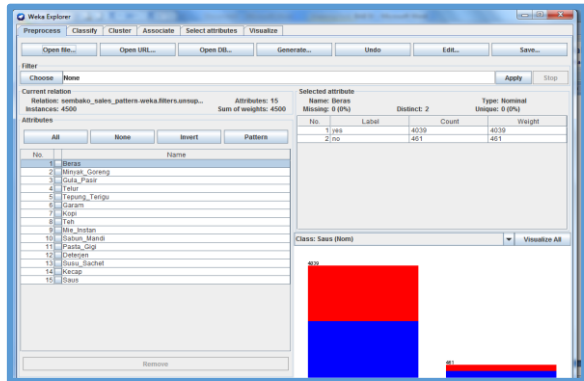 Weka Explorer
Preprocess Classify Cluster Associate Select attributes Visualize
Open file... Open URL... Open DB... Generate... Undo Edit... Save...
Filter
Choose None Apply Stop
Current relation
Relation: sembako_sales_pattern-weka.filters.unsup... Attributes: 15
Instances: 4500 Sum of weights: 4500
Attributes
All None Invert Pattern
No. Name
1 Beras
2 Minyak_Goreng
3 Gula_Pasir
4 Telur
5 Tepung_Terigu
6 Garam
7 Kopi
8 Teh
9 Mie_Instan
10 Sabun_Mandi
11 Pasta_Gigi
12 Deterjen
13 Susu_Sachet
14 Kecap
15 Saus
Remove
Selected attribute
Name: Beras Type: Nominal
Missing: 0 (0%) Distinct: 2 Unique: 0 (0%)
No. Label Count Weight
1 yes 4039 4039
2 no 461 461
Class: Saus (Nom) Visualize All
4039
461